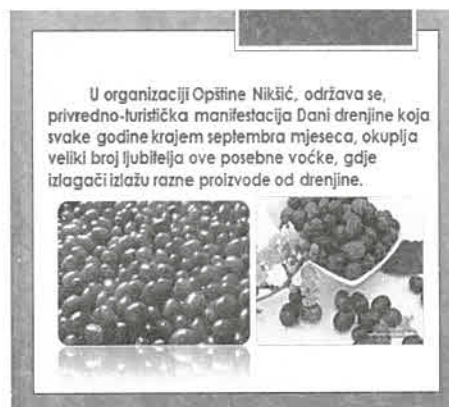 U organizaciji Opštine Nikšić, održava se,
privredno-turistička manifestacija Dani drenjine koja
svake godine krajem septembra mjeseca, okuplja
veliki broj ljubitelja ove posebne voćke, gdje
izlagači izlažu razne proizvode od drenjine.